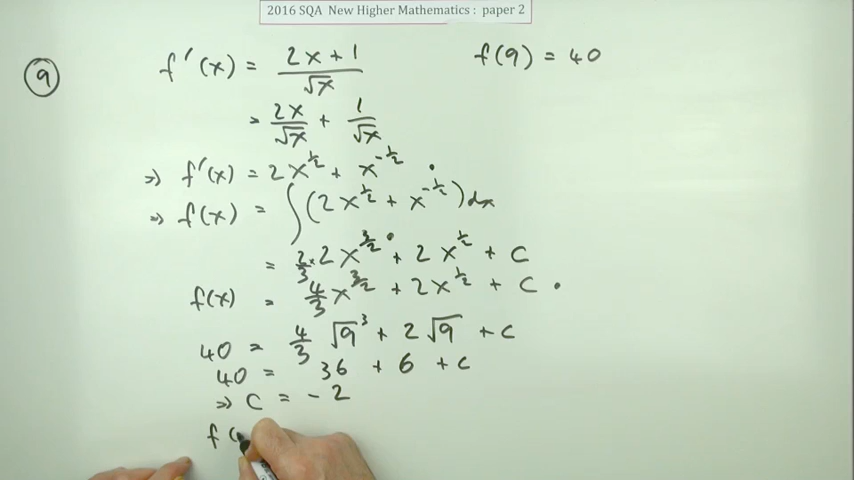 2016 SQA New Higher Mathematics : paper 2
9
f'(x) = (2x + 1)/√x    f(9) = 40
= 2x/√x + 1/√x
⇒ f'(x) = 2x^(1/2) + x^(-1/2) .
⇒ f(x) = ∫(2x^(1/2) + x^(-1/2))dx
= 2/3 × 2x^(3/2) + 2x^(1/2) + C
f(x) = 4/3 x^(3/2) + 2x^(1/2) + C .
40 = 4/3 √9³ + 2√9 + C
40 = 36 + 6 + C
⇒ C = -2
f(